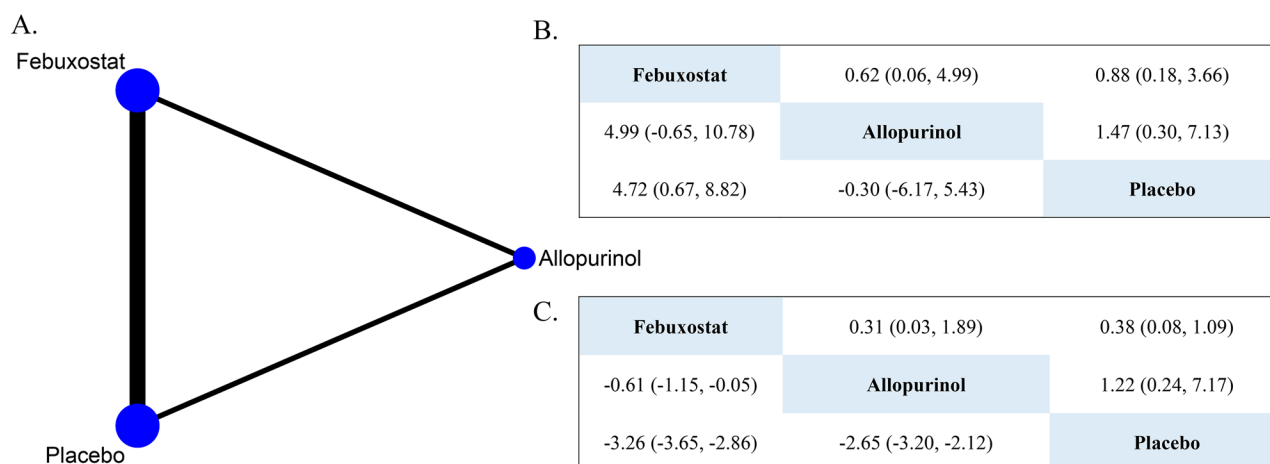 A.
Febuxostat
Allopurinol
Placebo
B.
Febuxostat 0.62 (0.06, 4.99) 0.88 (0.18, 3.66)
4.99 (-0.65, 10.78) Allopurinol 1.47 (0.30, 7.13)
4.72 (0.67, 8.82) -0.30 (-6.17, 5.43) Placebo
C.
Febuxostat 0.31 (0.03, 1.89) 0.38 (0.08, 1.09)
-0.61 (-1.15, -0.05) Allopurinol 1.22 (0.24, 7.17)
-3.26 (-3.65, -2.86) -2.65 (-3.20, -2.12) Placebo